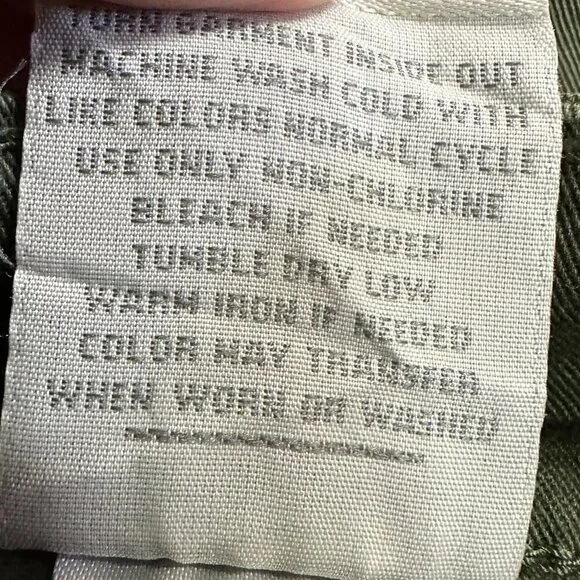 TURN GARMENT INSIDE OUT
MACHINE WASH COLD WITH
LIKE COLORS NORMAL CYCLE
USE ONLY NON-CHLORINE
BLEACH IF NEEDED
TUMBLE DRY LOW
WARM IRON IF NEEDED
COLOR MAY TRANSFER
WHEN WORN OR WASHED